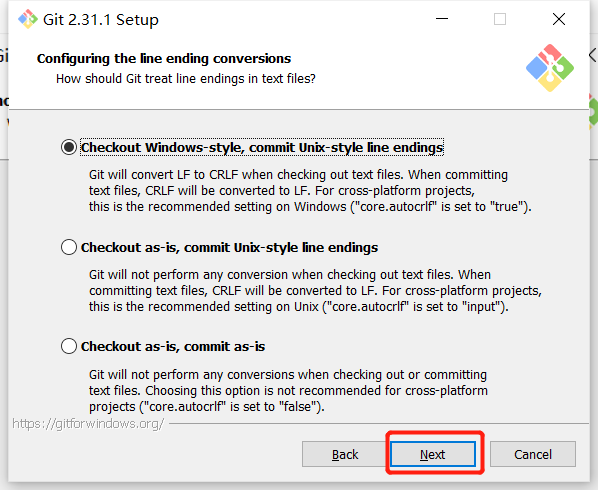 Git 2.31.1 Setup
Configuring the line ending conversions
How should Git treat line endings in text files?
Checkout Windows-style, commit Unix-style line endings
Git will convert LF to CRLF when checking out text files. When committing
text files, CRLF will be converted to LF. For cross-platform projects,
this is the recommended setting on Windows ("core.autocrlf" is set to "true").
Checkout as-is, commit Unix-style line endings
Git will not perform any conversion when checking out text files. When
committing text files, CRLF will be converted to LF. For cross-platform projects,
this is the recommended setting on Unix ("core.autocrlf" is set to "input").
Checkout as-is, commit as-is
Git will not perform any conversions when checking out or committing
text files. Choosing this option is not recommended for cross-platform
projects ("core.autocrlf" is set to "false").
https://gitforwindows.org/
Back
Next
Cancel